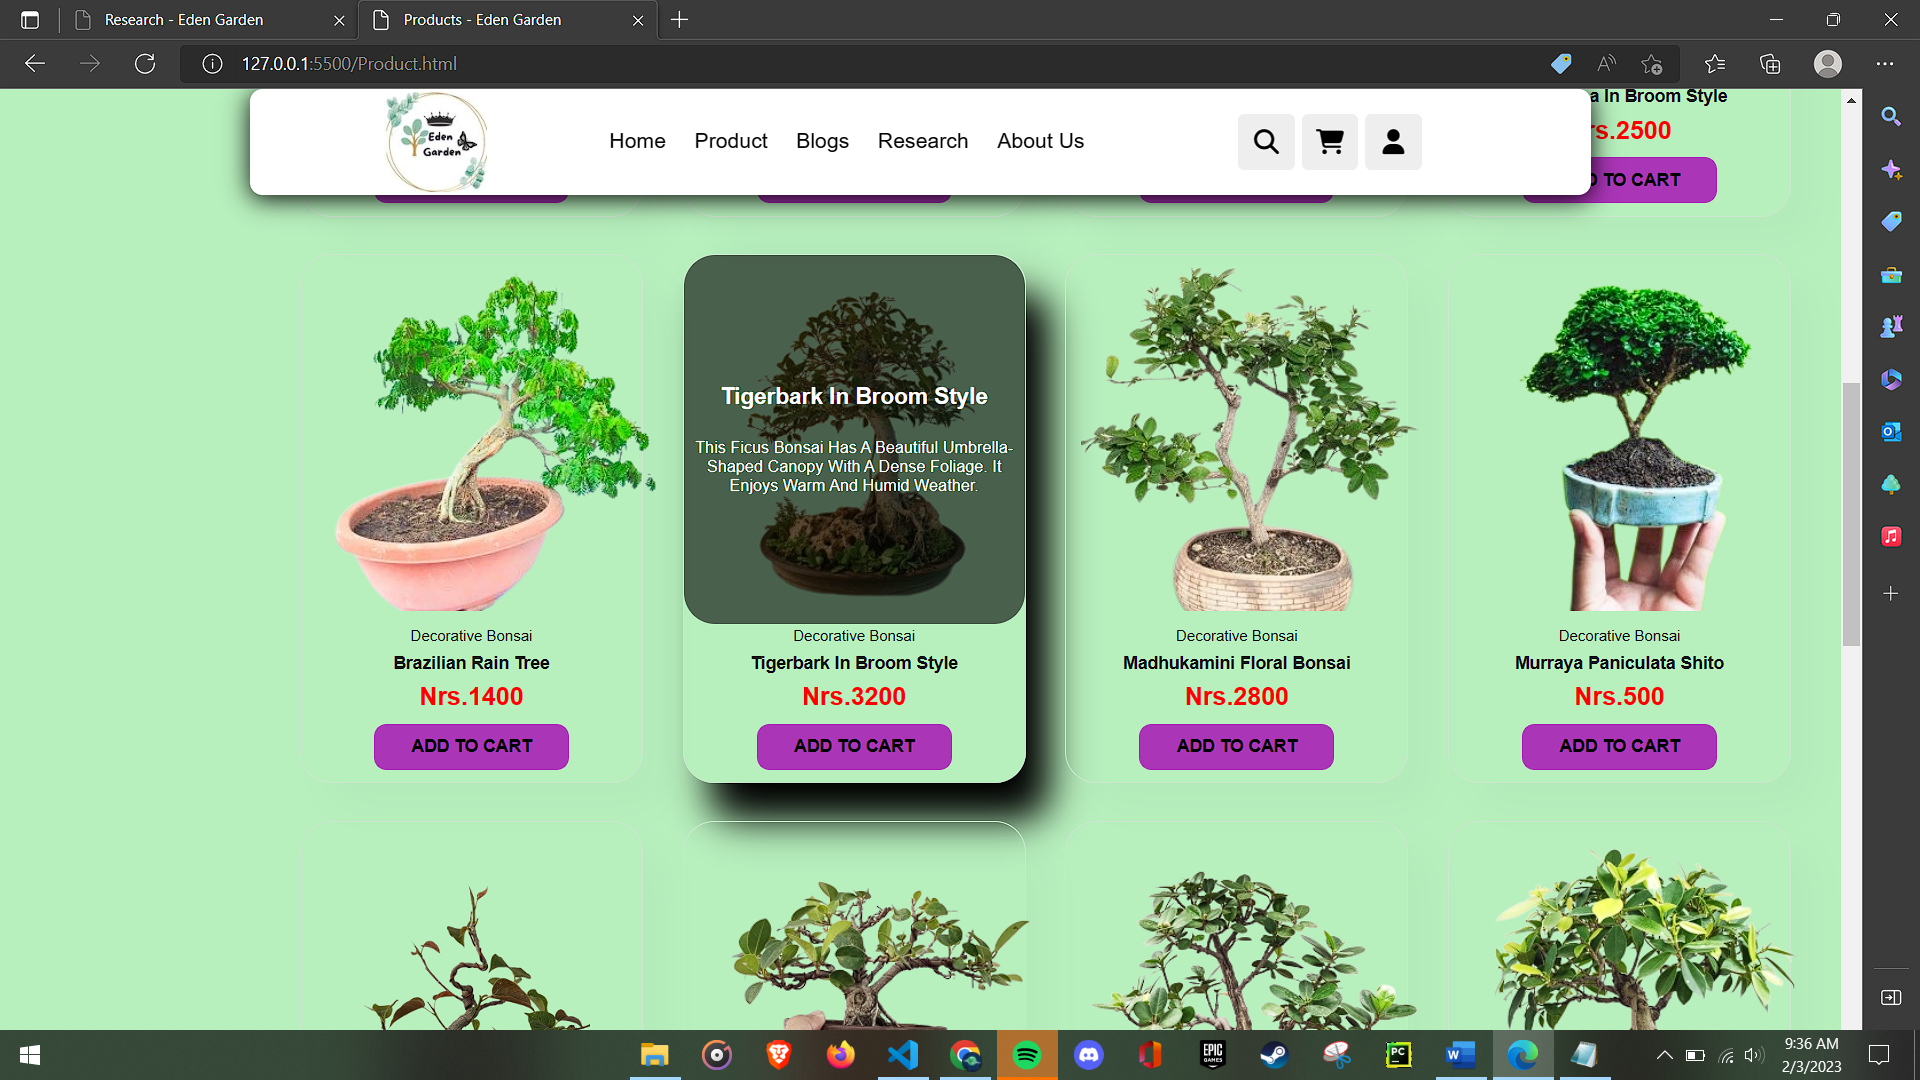 Research - Eden Garden
Products - Eden Garden
127.0.0.1:5500/Product.html
Eden
Garden
Home
Product
Blogs
Research
About Us
a In Broom Style
rs.2500
TO CART
Tigerbark In Broom Style
This Ficus Bonsai Has A Beautiful Umbrella-
Shaped Canopy With A Dense Foliage. It
Enjoys Warm And Humid Weather.
Decorative Bonsai
Brazilian Rain Tree
Nrs.1400
ADD TO CART
Decorative Bonsai
Tigerbark In Broom Style
Nrs.3200
ADD TO CART
Decorative Bonsai
Madhukamini Floral Bonsai
Nrs.2800
ADD TO CART
Decorative Bonsai
Murraya Paniculata Shito
Nrs.500
ADD TO CART
EPIC
GAMES
PC
W
9:36 AM
2/3/2023